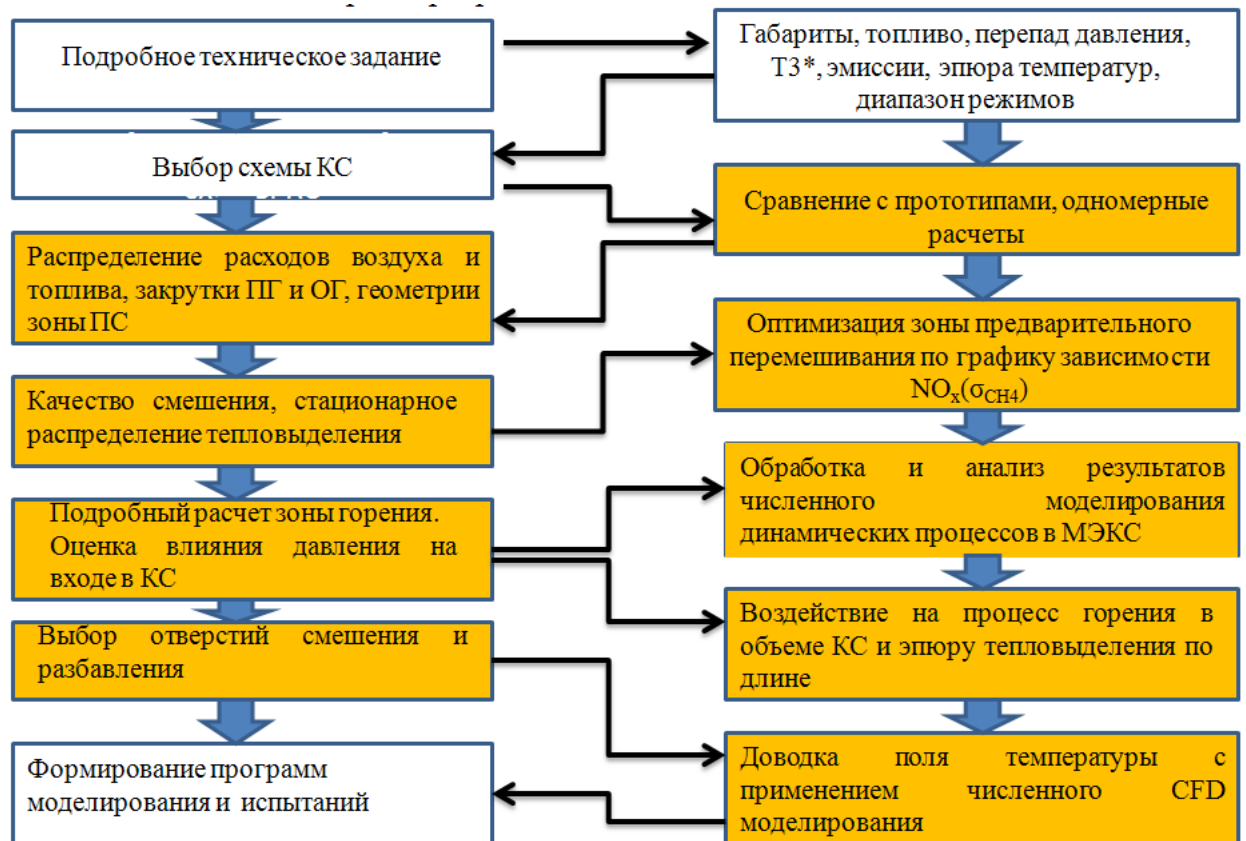 Подробное техническое задание
Габариты, топливо, перепад давления,
Т3*, эмиссии, эпюра температур,
диапазон режимов
Выбор схемы КС
Сравнение с прототипами, одномерные
расчеты
Распределение расходов воздуха и
топлива, закрутки ПГ и ОГ, геометрии
зоны ПС
Оптимизация зоны предварительного
перемешивания по графику зависимости
NOx(σCH4)
Качество смешения, стационарное
распределение тепловыделения
Обработка и анализ результатов
численного моделирования
динамических процессов в МЭКС
Подробный расчет зоны горения.
Оценка влияния давления на
входе в КС
Воздействие на процесс горения в
объеме КС и эпюру тепловыделения по
длине
Выбор отверстий смешения и
разбавления
Доводка поля температуры с
применением численного CFD
моделирования
Формирование программ
моделирования и испытаний